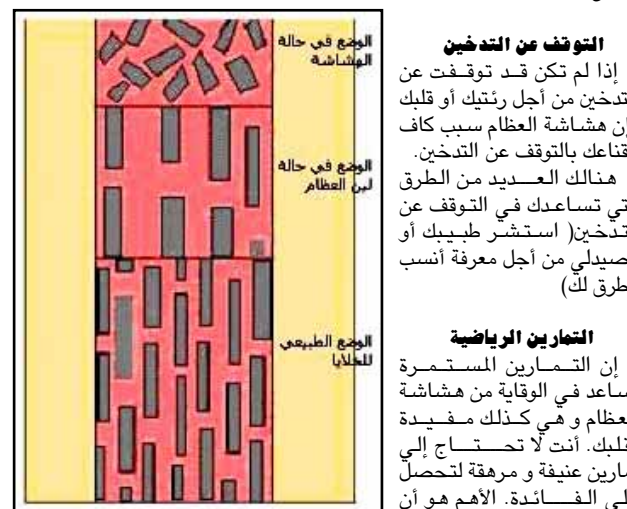 التوقف عن التدخين
إذا لم تكن قد توقفت عن
تدخين من أجل رئتيك أو قلبك
إن هشاشة العظام سبب كاف
قناعك بالتوقف عن التدخين.
هنالك العديد من الطرق
تي تساعدك في التوقف عن
تدخين( استشر طبيبك أو
صيدلي من أجل معرفة أنسب
طرق لك)
التمارين الرياضية
إن التمارين المستمرة
ساعد في الوقاية من هشاشة
عظام و هي كذلك مفيدة
قلبك. أنت لا تحتاج إلي
مارين عنيفة و مرهقة لتحصل
لي الفائدة. الأهم هو أن
الوضع في حالة
الهشاشة
الوضع في حالة
لين العظام
الوضع الطبيعي
للخلايا